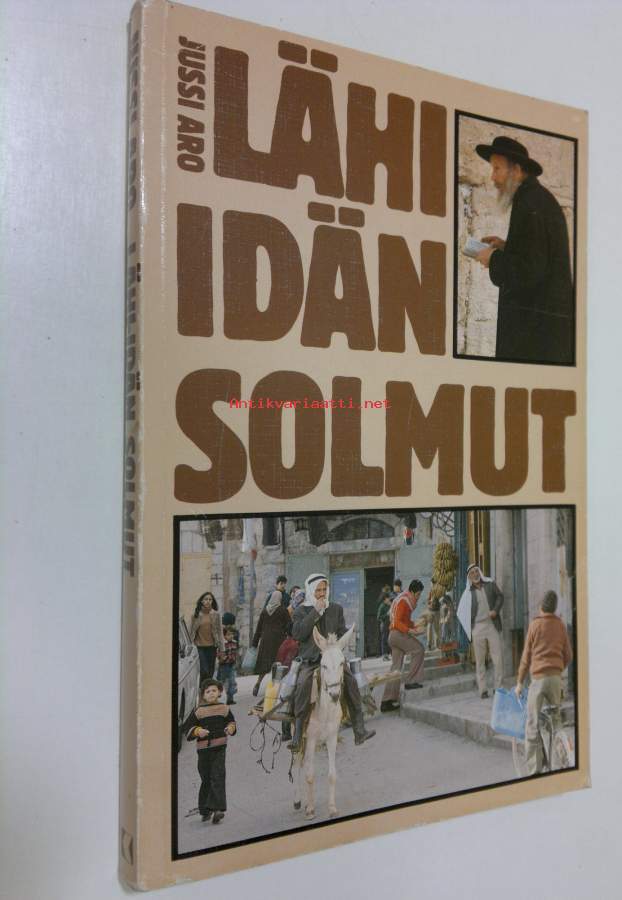 JUSSI ARO
LÄHI
IDÄN
SOLMUT
Antikvariaatti.net
JUSSI ARO LÄHI-IDÄN SOLMUT